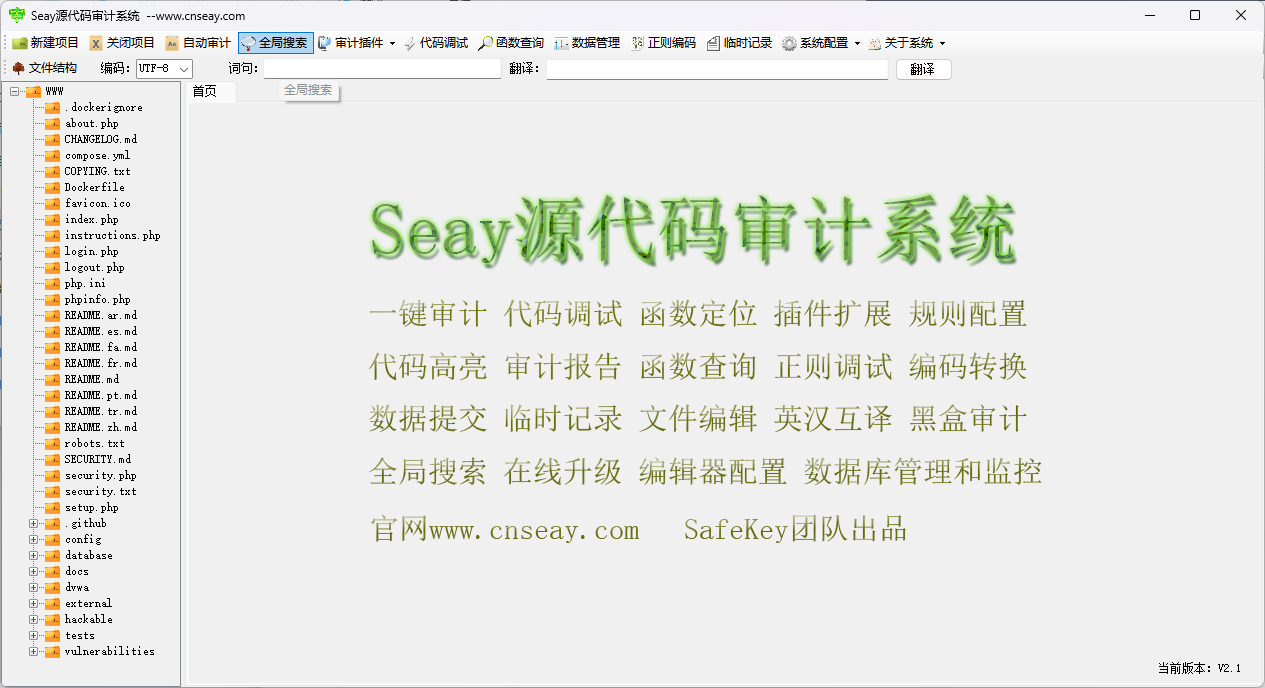 Seay源代码审计系统 --www.cnseay.com
新建项目 关闭项目 自动审计 全局搜索 审计插件 代码调试 函数查询 数据管理 正则编码 临时记录 系统配置 关于系统
文件结构 编码: UTF-8 词句: 翻译: 翻译
WWW
首页
全局搜索
.dockerignore
about.php
CHANGELOG.md
compose.yml
COPYING.txt
Dockerfile
favicon.ico
index.php
instructions.php
login.php
logout.php
php.ini
phpinfo.php
README.ar.md
README.es.md
README.fa.md
README.fr.md
README.md
README.pt.md
README.tr.md
README.zh.md
robots.txt
SECURITY.md
security.php
security.txt
setup.php
.github
config
database
docs
dvwa
external
hackable
tests
vulnerabilities
Seay源代码审计系统
一键审计 代码调试 函数定位 插件扩展 规则配置
代码高亮 审计报告 函数查询 正则调试 编码转换
数据提交 临时记录 文件编辑 英汉互译 黑盒审计
全局搜索 在线升级 编辑器配置 数据库管理和监控
官网www.cnseay.com SafeKey团队出品
当前版本: V2.1